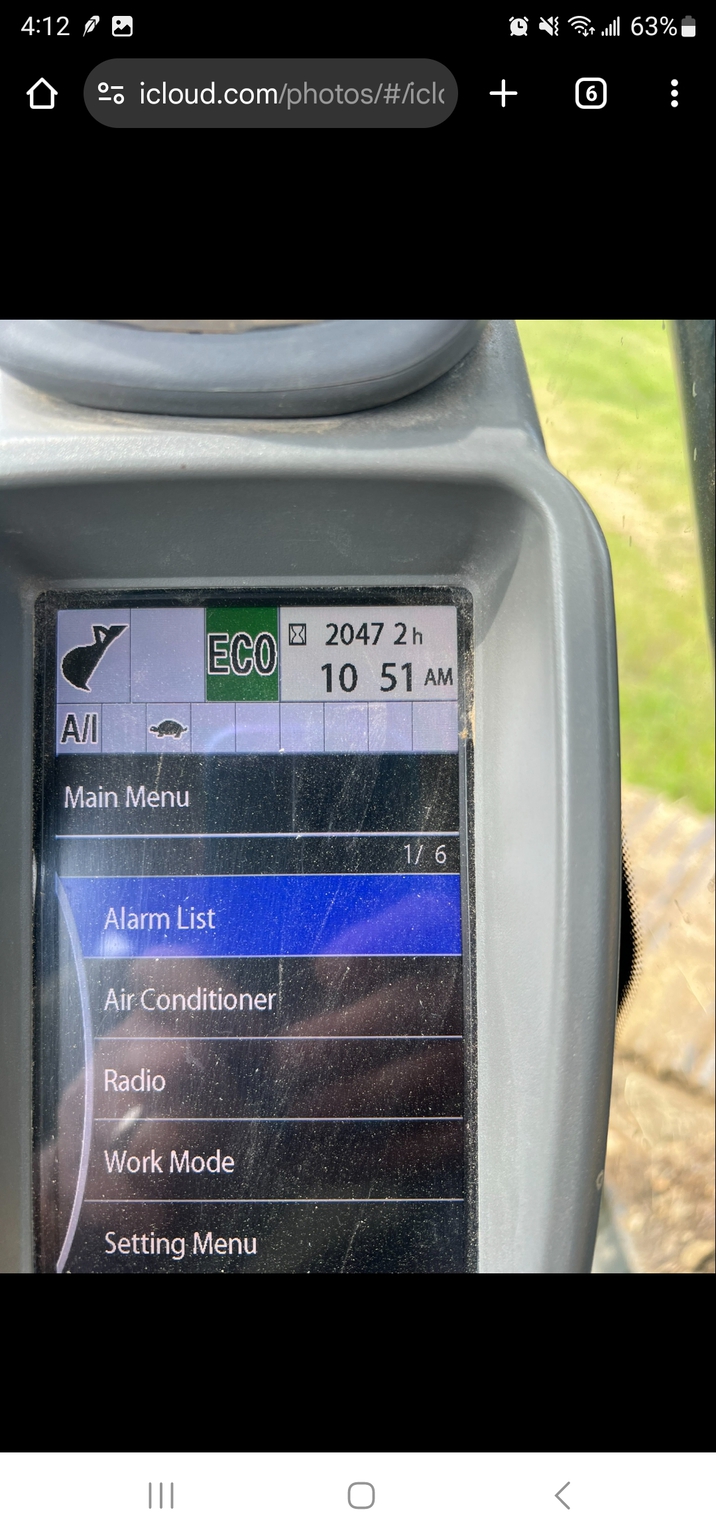 4:12 63%
icloud.com/photos/#/icl 6
ECO 2047 2h
10 51 AM
A/I
Main Menu
1/ 6
Alarm List
Air Conditioner
Radio
Work Mode
Setting Menu